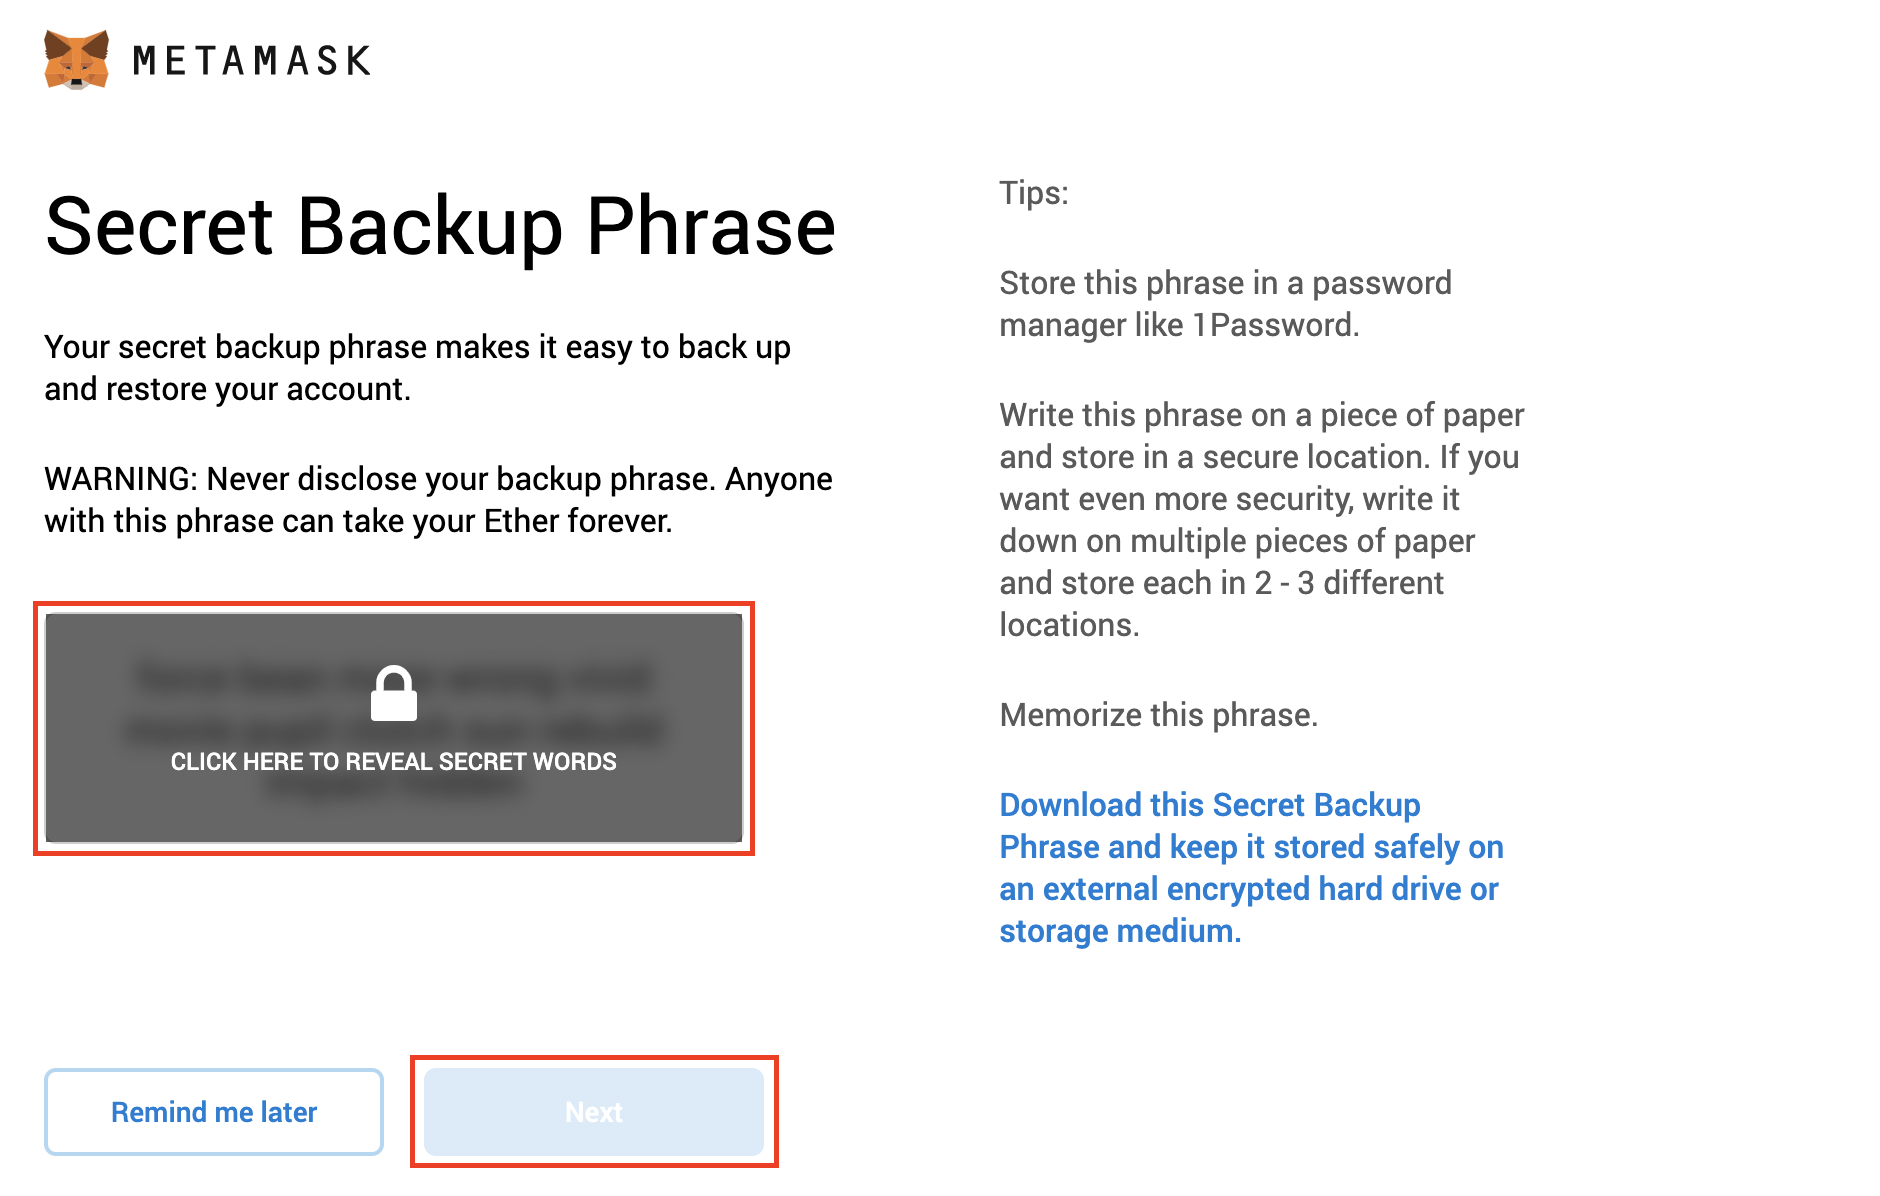 METAMASK
Secret Backup Phrase
Your secret backup phrase makes it easy to back up
and restore your account.
WARNING: Never disclose your backup phrase. Anyone
with this phrase can take your Ether forever.
CLICK HERE TO REVEAL SECRET WORDS
Remind me later
Next
Tips:
Store this phrase in a password
manager like 1Password.
Write this phrase on a piece of paper
and store in a secure location. If you
want even more security, write it
down on multiple pieces of paper
and store each in 2 - 3 different
locations.
Memorize this phrase.
Download this Secret Backup
Phrase and keep it stored safely on
an external encrypted hard drive or
storage medium.